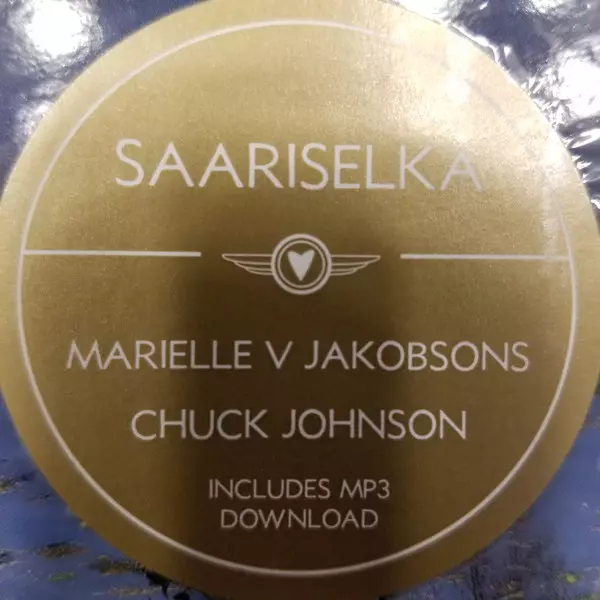 SAARISELKA
MARIELLE V JAKOBSONS
CHUCK JOHNSON
INCLUDES MP3
DOWNLOAD